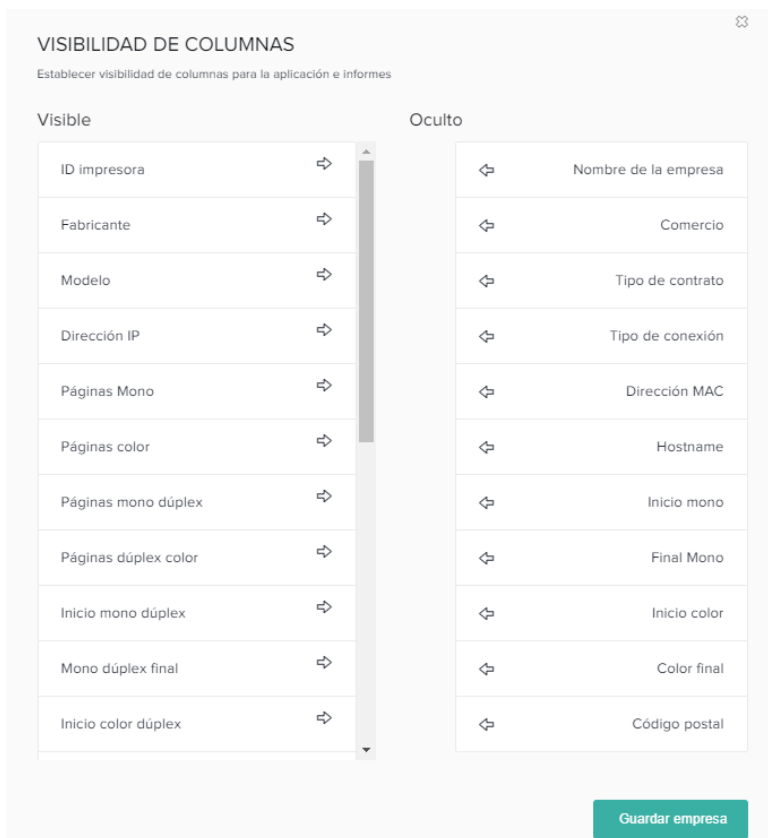 VISIBILIDAD DE COLUMNAS
Establecer visibilidad de columnas para la aplicación e informes
Visible
ID impresora
Fabricante
Modelo
Dirección IP
Páginas Mono
Páginas color
Páginas mono dúplex
Páginas dúplex color
Inicio mono dúplex
Mono dúplex final
Inicio color dúplex
Oculto
Nombre de la empresa
Comercio
Tipo de contrato
Tipo de conexión
Dirección MAC
Hostname
Inicio mono
Final Mono
Inicio color
Color final
Código postal
Guardar empresa